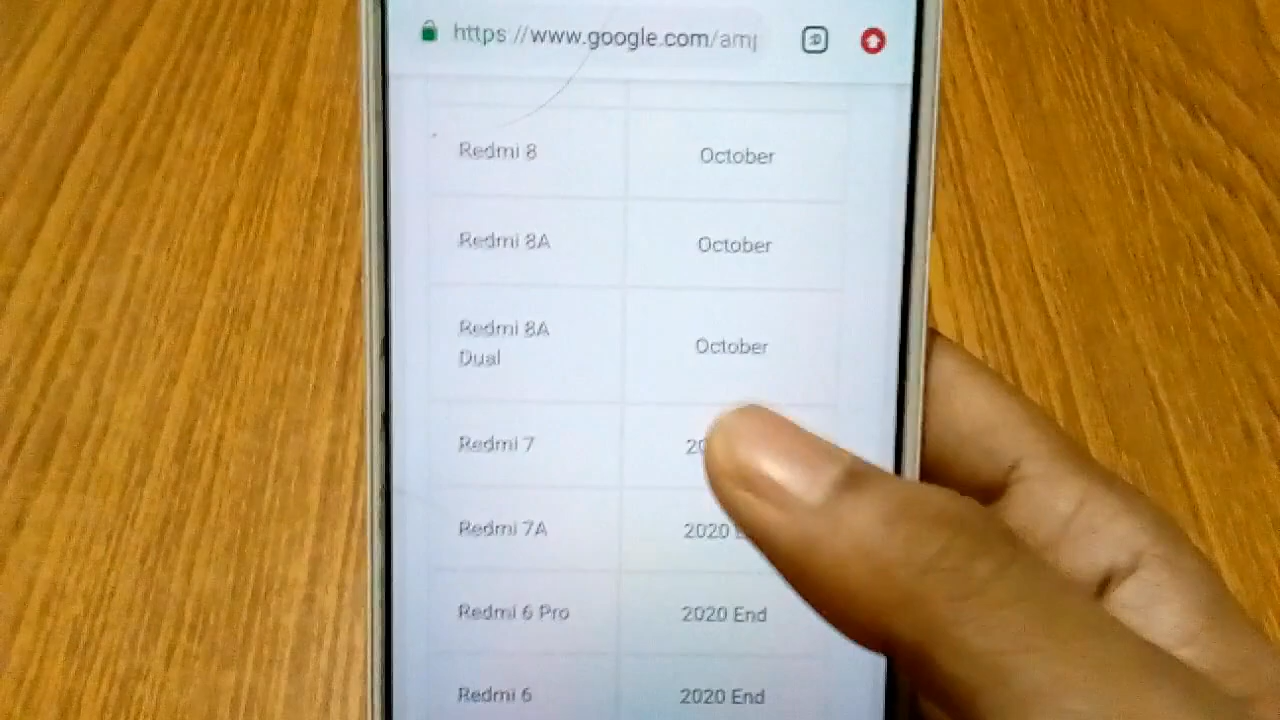 https://www.google.com/amp
Redmi 8 October
Redmi 8A October
Redmi 8A
Dual October
Redmi 7
Redmi 7A 2020
Redmi 6 Pro 2020 End
Redmi 6 2020 End